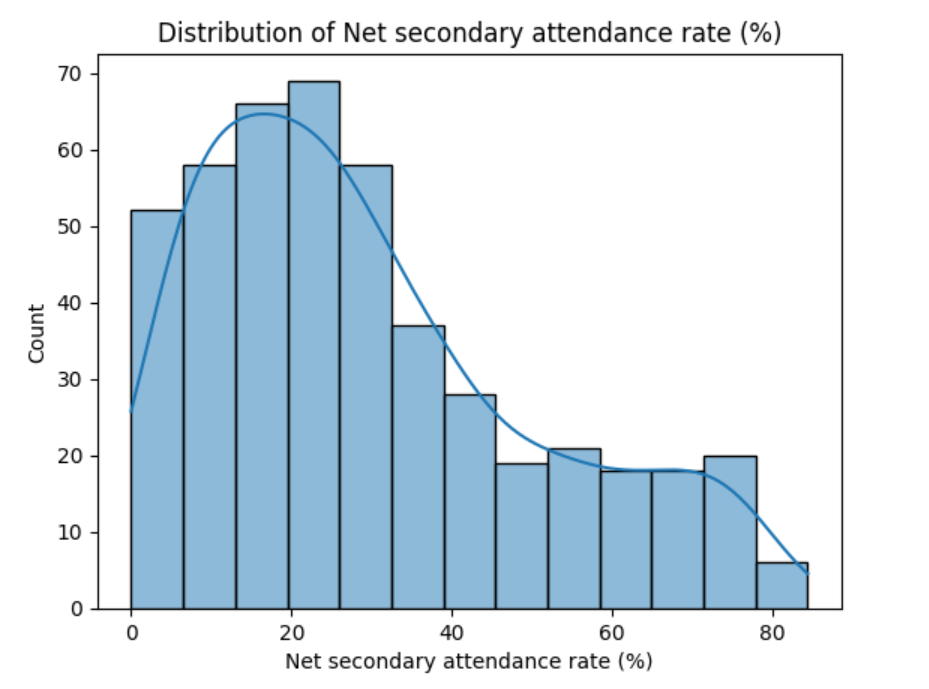 Distribution of Net secondary attendance rate (%)
70
60
50
40
30
20
10
0
Count
0 20 40 60 80
Net secondary attendance rate (%)